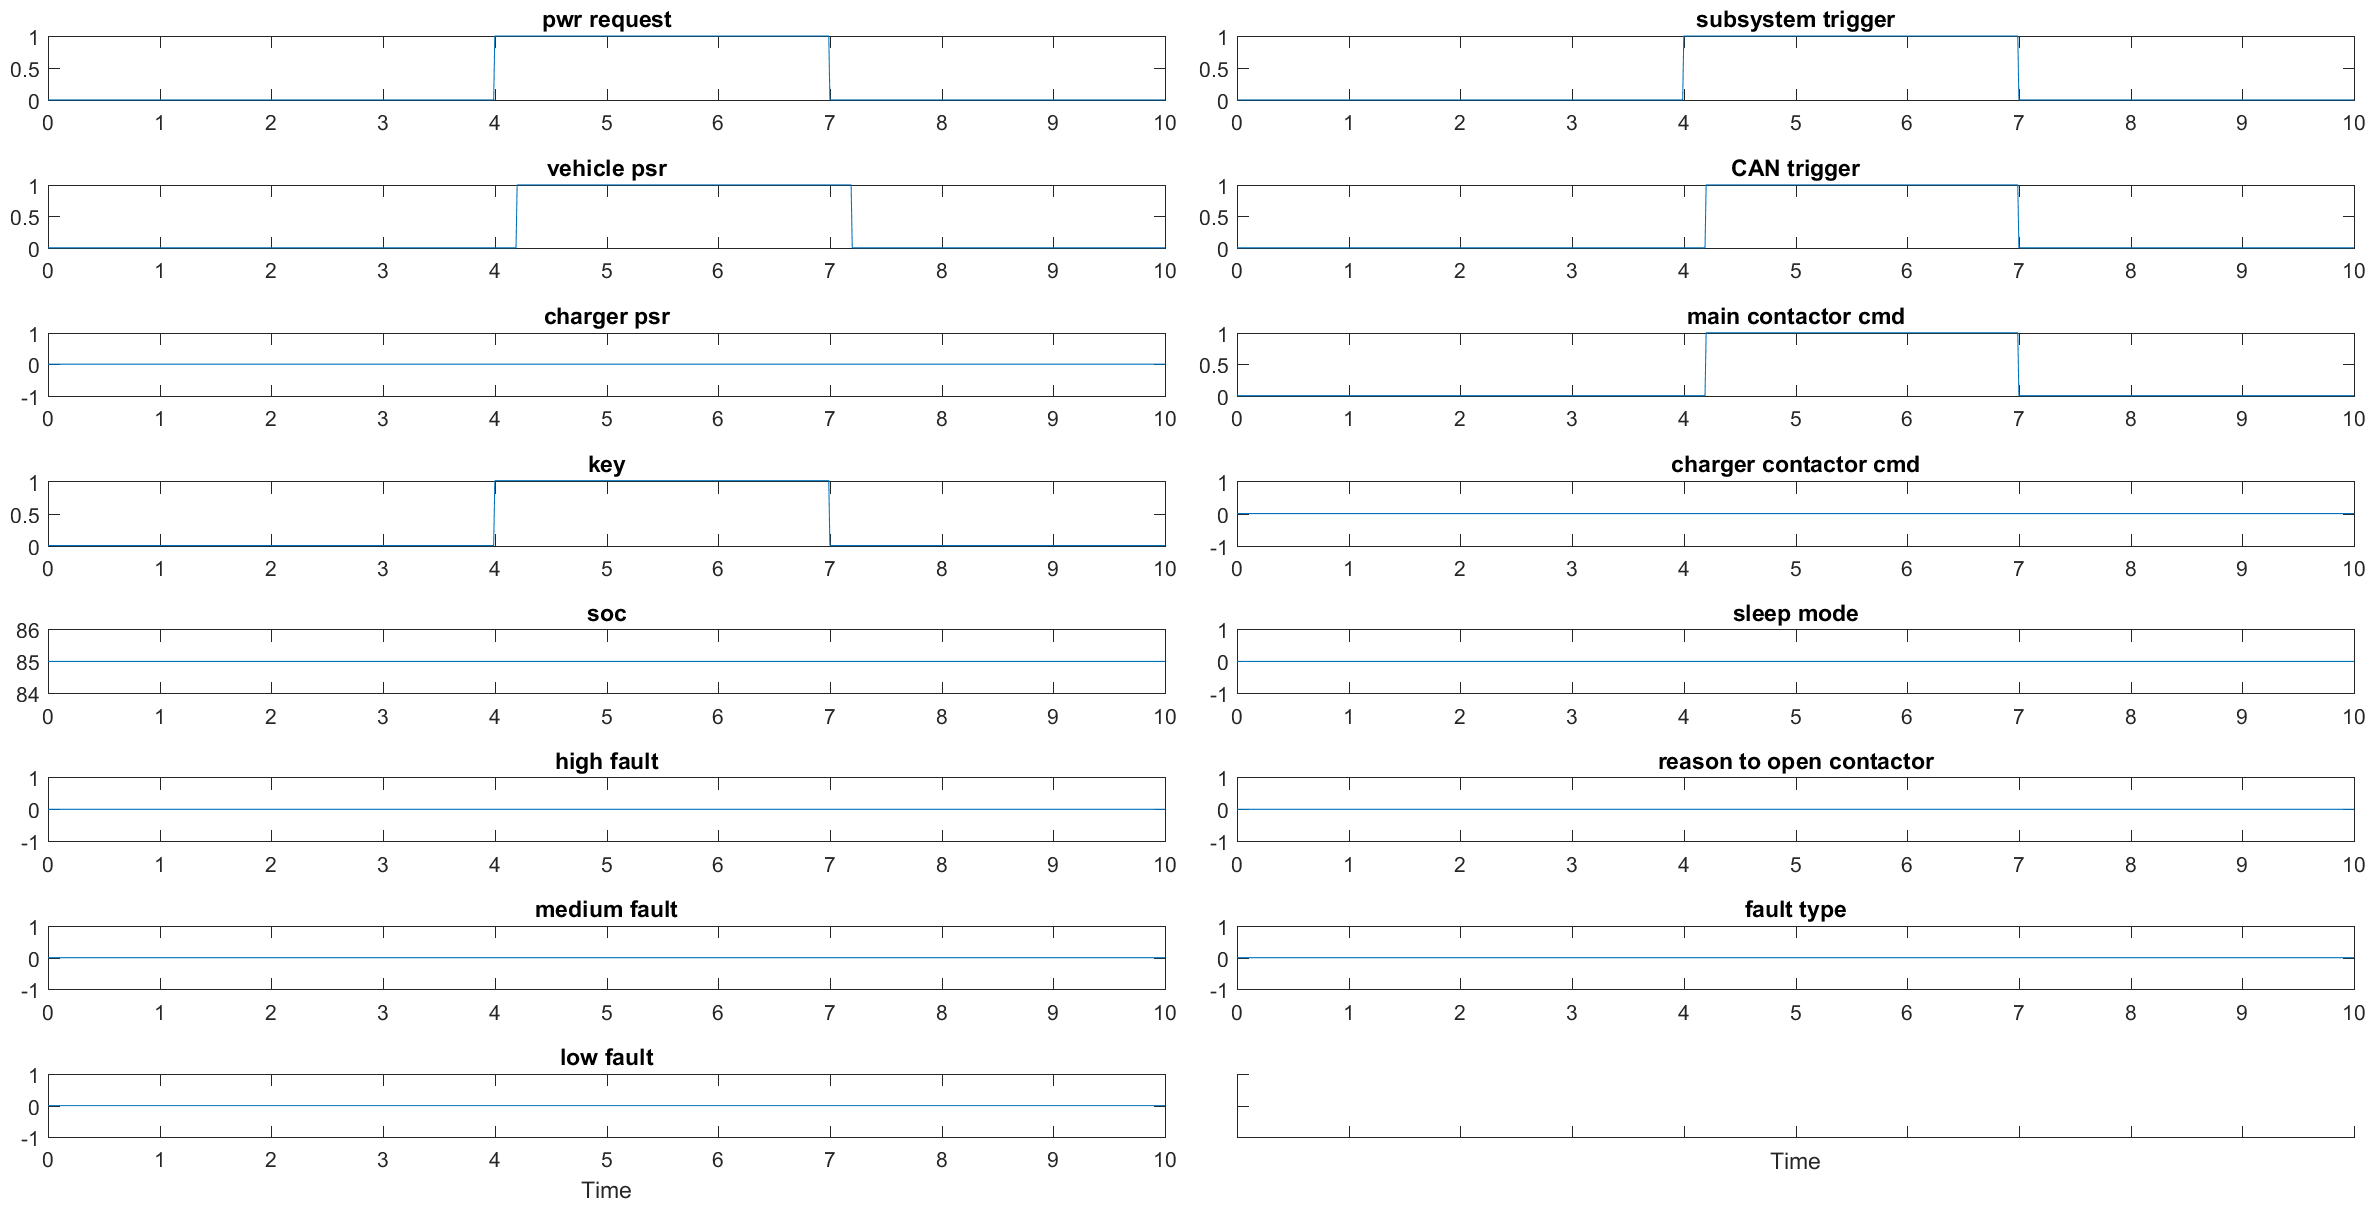 pwr request
1
0.5
0
0 1 2 3 4 5 6 7 8 9 10
vehicle psr
1
0.5
0
0 1 2 3 4 5 6 7 8 9 10
charger psr
1
0
-1
0 1 2 3 4 5 6 7 8 9 10
key
1
0.5
0
0 1 2 3 4 5 6 7 8 9 10
soc
86
85
84
0 1 2 3 4 5 6 7 8 9 10
high fault
1
0
-1
0 1 2 3 4 5 6 7 8 9 10
medium fault
1
0
-1
0 1 2 3 4 5 6 7 8 9 10
low fault
1
0
-1
0 1 2 3 4 5 6 7 8 9 10
Time
subsystem trigger
1
0.5
0
0 1 2 3 4 5 6 7 8 9 10
CAN trigger
1
0.5
0
0 1 2 3 4 5 6 7 8 9 10
main contactor cmd
1
0.5
0
0 1 2 3 4 5 6 7 8 9 10
charger contactor cmd
1
0
-1
0 1 2 3 4 5 6 7 8 9 10
sleep mode
1
0
-1
0 1 2 3 4 5 6 7 8 9 10
reason to open contactor
1
0
-1
0 1 2 3 4 5 6 7 8 9 10
fault type
1
0
-1
0 1 2 3 4 5 6 7 8 9 10
Time